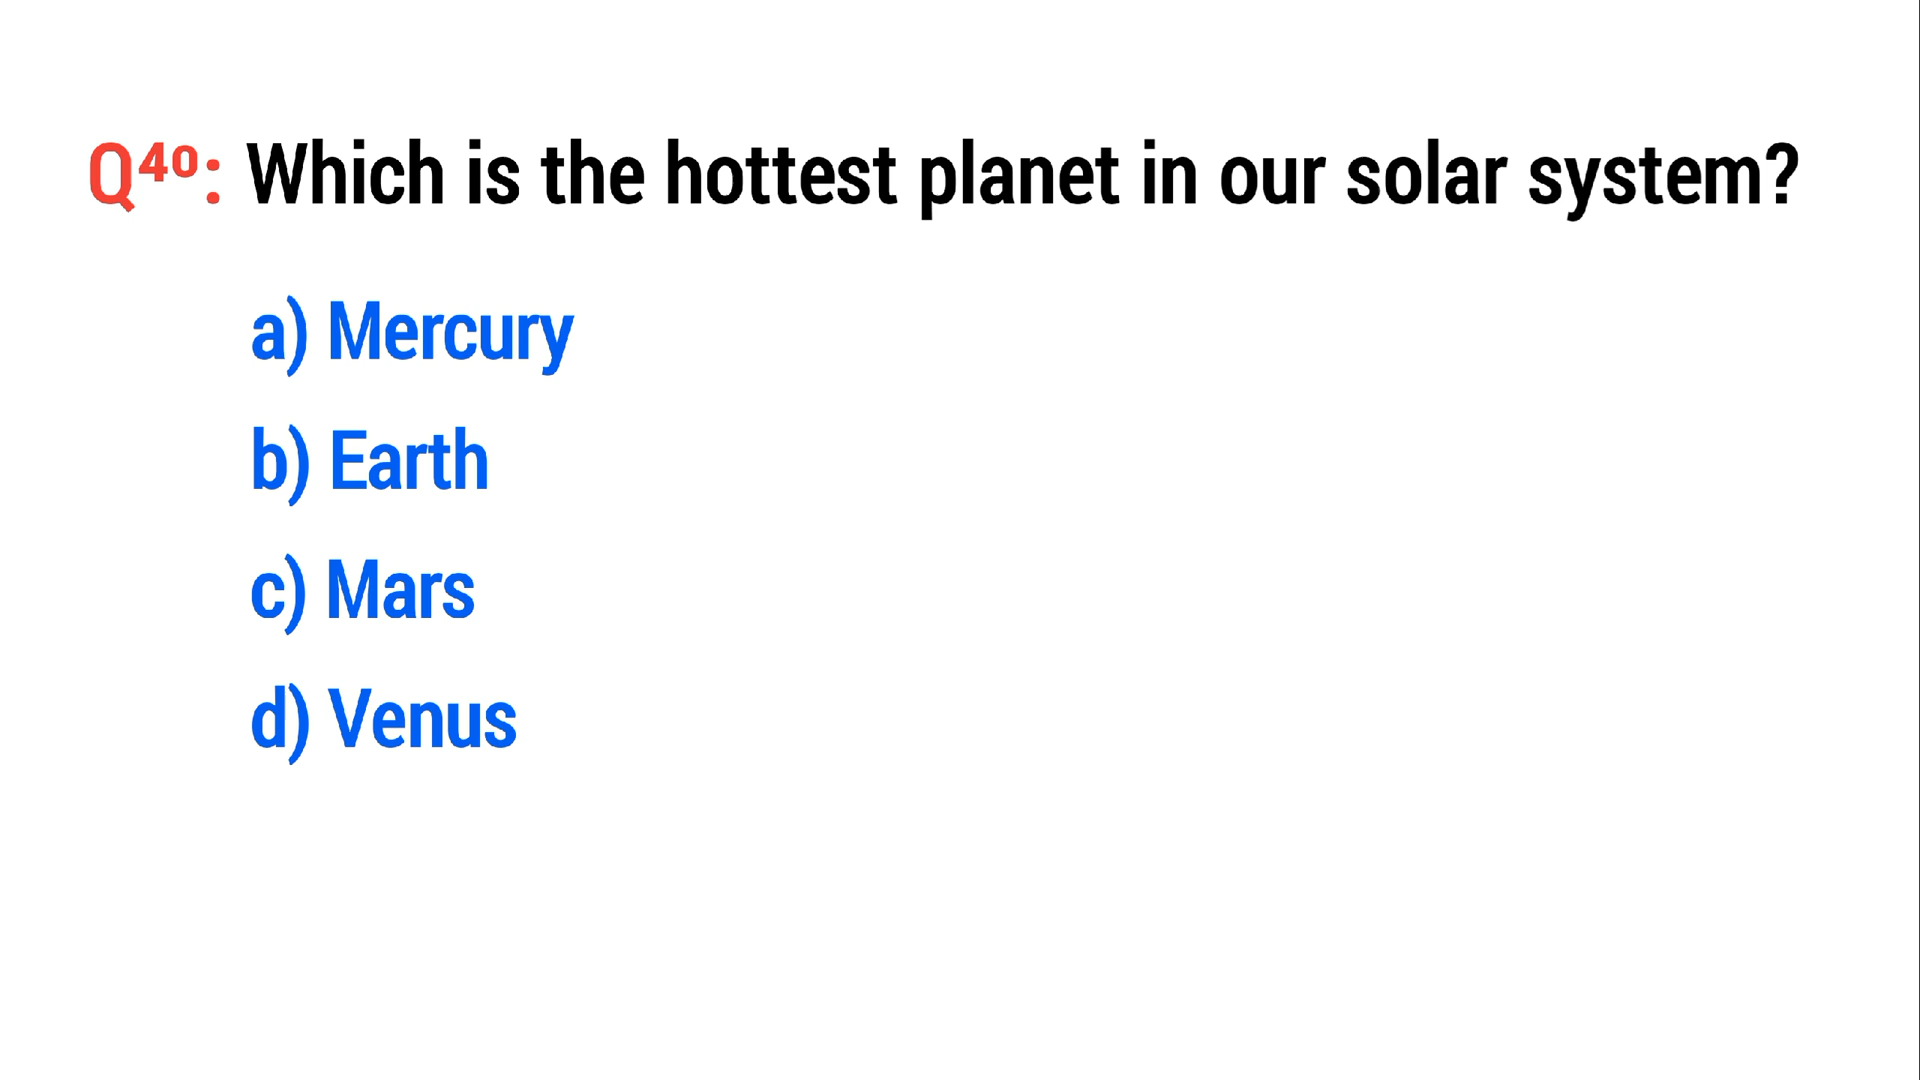 Q⁴⁰: Which is the hottest planet in our solar system?
a) Mercury
b) Earth
c) Mars
d) Venus